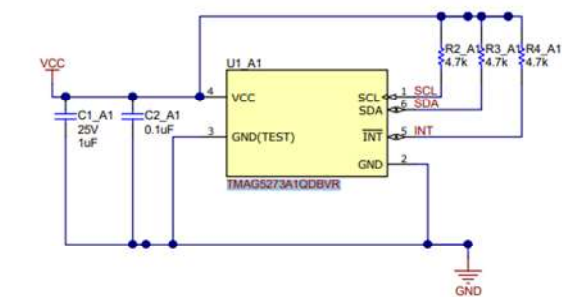 VCC
C1_A1
25V
1uF
C2_A1
0.1uF
U1_A1
4
VCC
3
GND(TEST)
SCL
1
SCL
SDA
6
SDA
INT
5
INT
GND
2
TMAG5273A1QDBVR
R2_A1
4.7k
R3_A1
4.7k
R4_A1
4.7k
GND